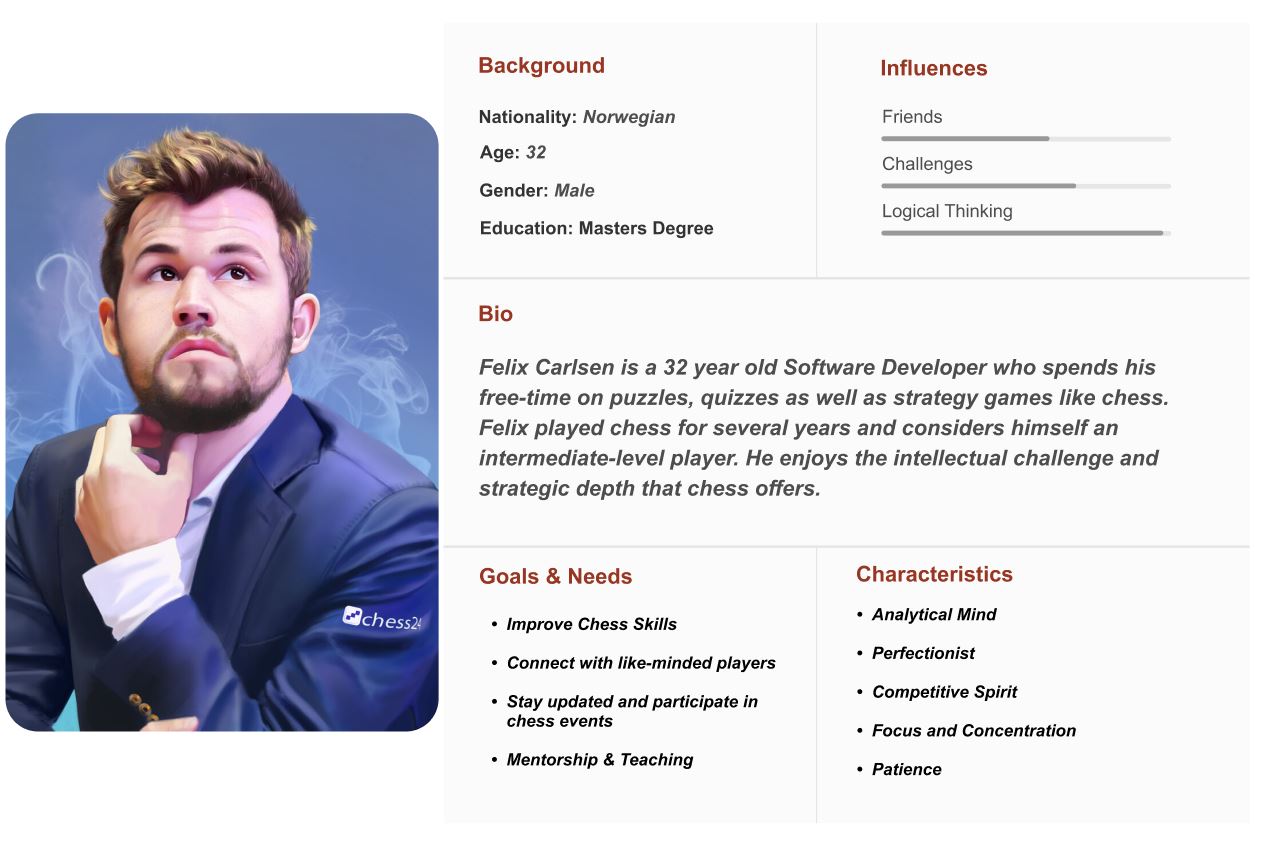 Background
Nationality: Norwegian
Age: 32
Gender: Male
Education: Masters Degree
Influences
Friends
Challenges
Logical Thinking
Bio
Felix Carlsen is a 32 year old Software Developer who spends his
free-time on puzzles, quizzes as well as strategy games like chess.
Felix played chess for several years and considers himself an
intermediate-level player. He enjoys the intellectual challenge and
strategic depth that chess offers.
Goals & Needs
• Improve Chess Skills
• Connect with like-minded players
• Stay updated and participate in
chess events
• Mentorship & Teaching
Characteristics
• Analytical Mind
• Perfectionist
• Competitive Spirit
• Focus and Concentration
• Patience
chess24